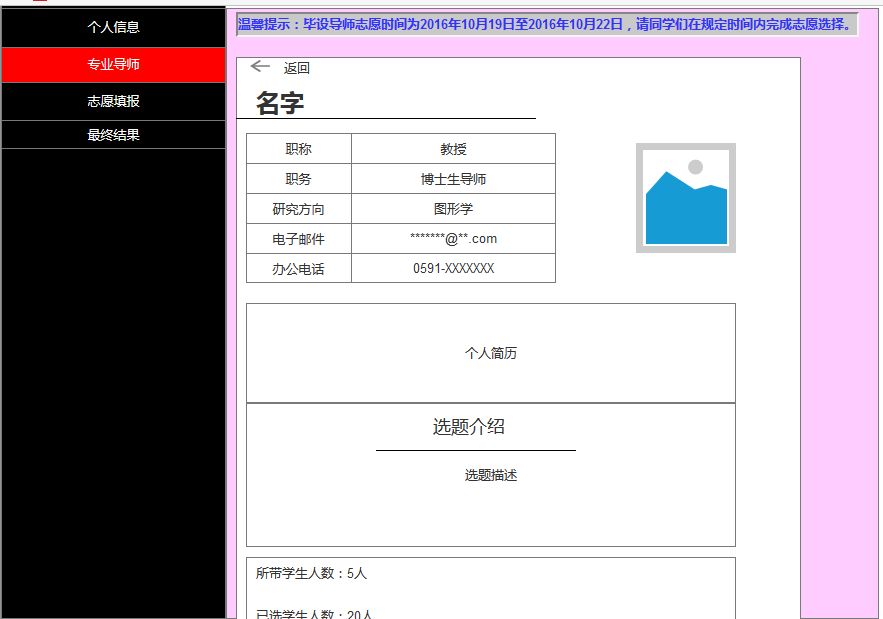 温馨提示：毕设导师志愿时间为2016年10月19日至2016年10月22日，请同学们在规定时间内完成志愿选择。
个人信息
专业导师
志愿填报
最终结果
返回
名字
职称 教授
职务 博士生导师
研究方向 图形学
电子邮件 *******@**.com
办公电话 0591-XXXXXXX
个人简历
选题介绍
选题描述
所带学生人数：5人
已选学生人数：20人